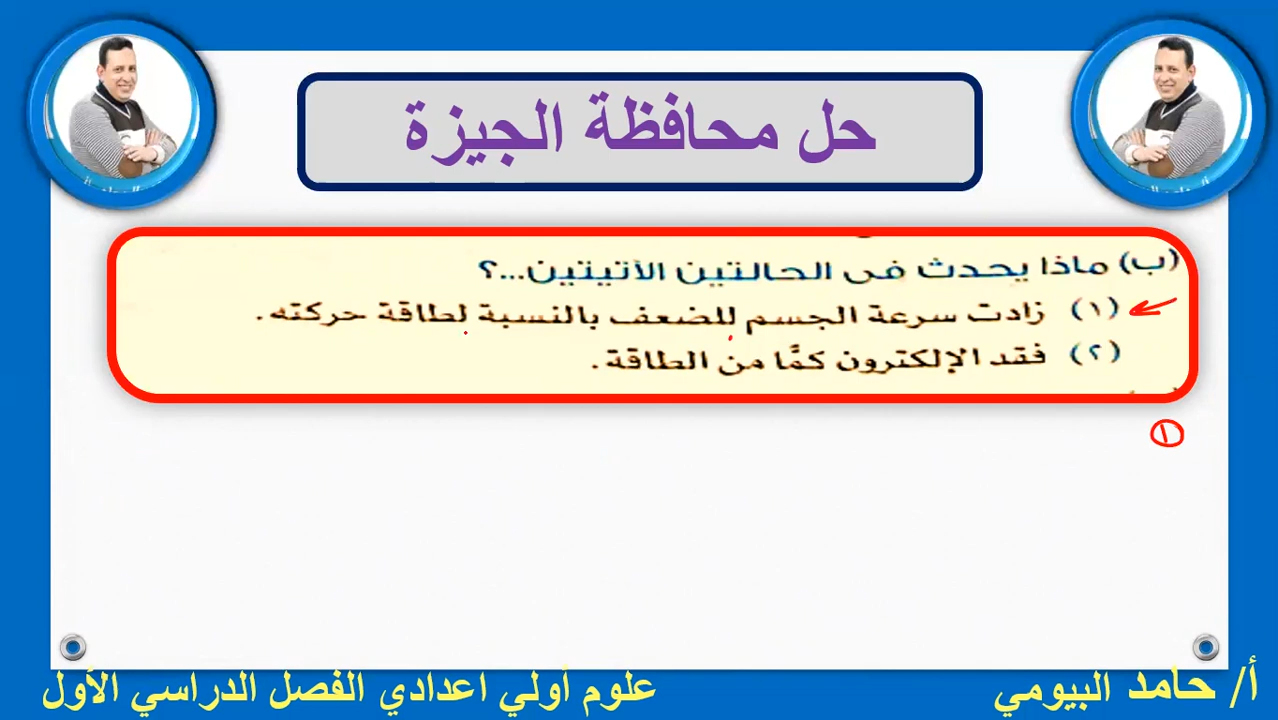 حل محافظة الجيزة
(ب) ماذا يحدث فى الحالتين الآتيتين...؟
(١) زادت سرعة الجسم للضعف بالنسبة لطاقة حركته.
(٢) فقد الإلكترون كمًّا من الطاقة.
١
أ/ حامد البيومي
علوم أولي اعدادي الفصل الدراسي الأول